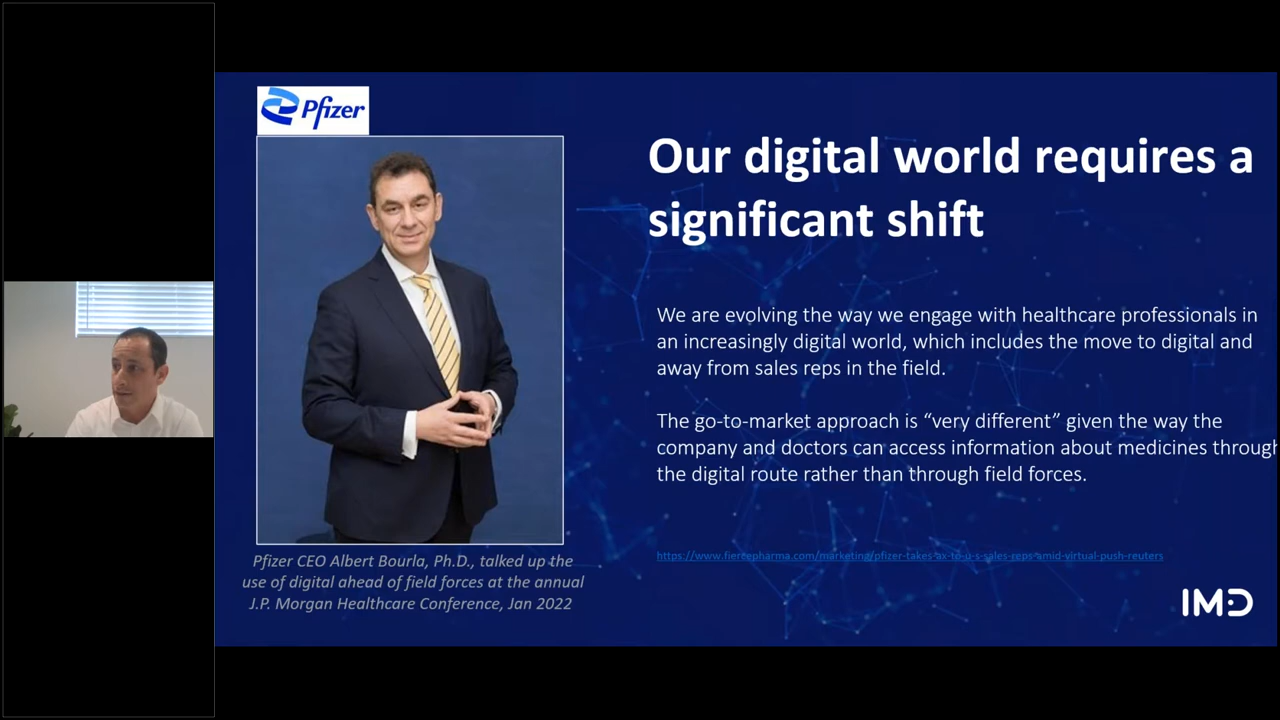 Pfizer
Our digital world requires a
significant shift
We are evolving the way we engage with healthcare professionals in
an increasingly digital world, which includes the move to digital and
away from sales reps in the field.
The go-to-market approach is “very different” given the way the
company and doctors can access information about medicines through
the digital route rather than through field forces.
https://www.fiercepharma.com/marketing/pfizer-takes-ax-to-u-s-sales-reps-amid-virtual-push-reuters
Pfizer CEO Albert Bourla, Ph.D., talked up the
use of digital ahead of field forces at the annual
J.P. Morgan Healthcare Conference, Jan 2022
IMD